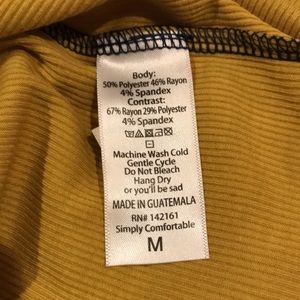 Body:
50% Polyester 46% Rayon
4% Spandex
Contrast:
67% Rayon 29% Polyester
4% Spandex
Machine Wash Cold
Gentle Cycle
Do Not Bleach
Hang Dry
or you'll be sad
MADE IN GUATEMALA
RN# 142161
Simply Comfortable
M